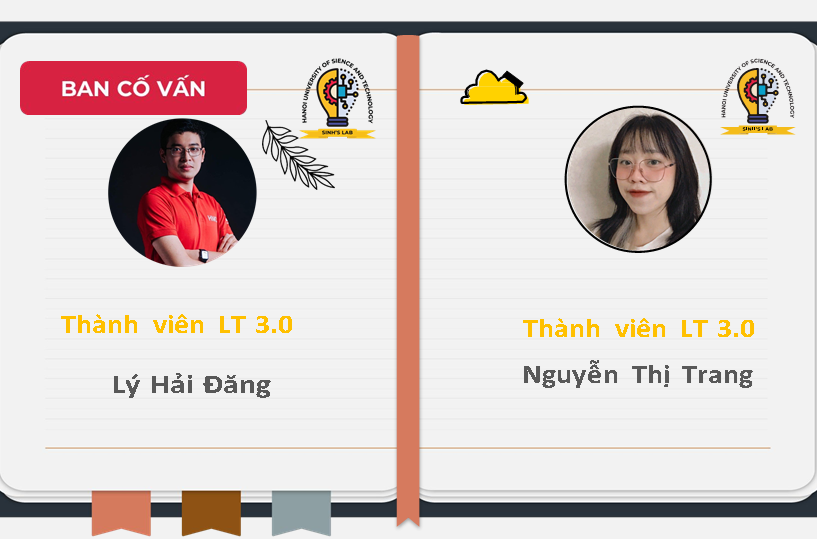 BAN CỐ VẤN
HANOI UNIVERSITY OF SIENCE AND TECHNOLOGY
SINH'S LAB
HANOI UNIVERSITY OF SCIENCE AND TECHNOLOGY
SINH'S LAB
Thành viên LT 3.0
Lý Hải Đăng
Thành viên LT 3.0
Nguyễn Thị Trang